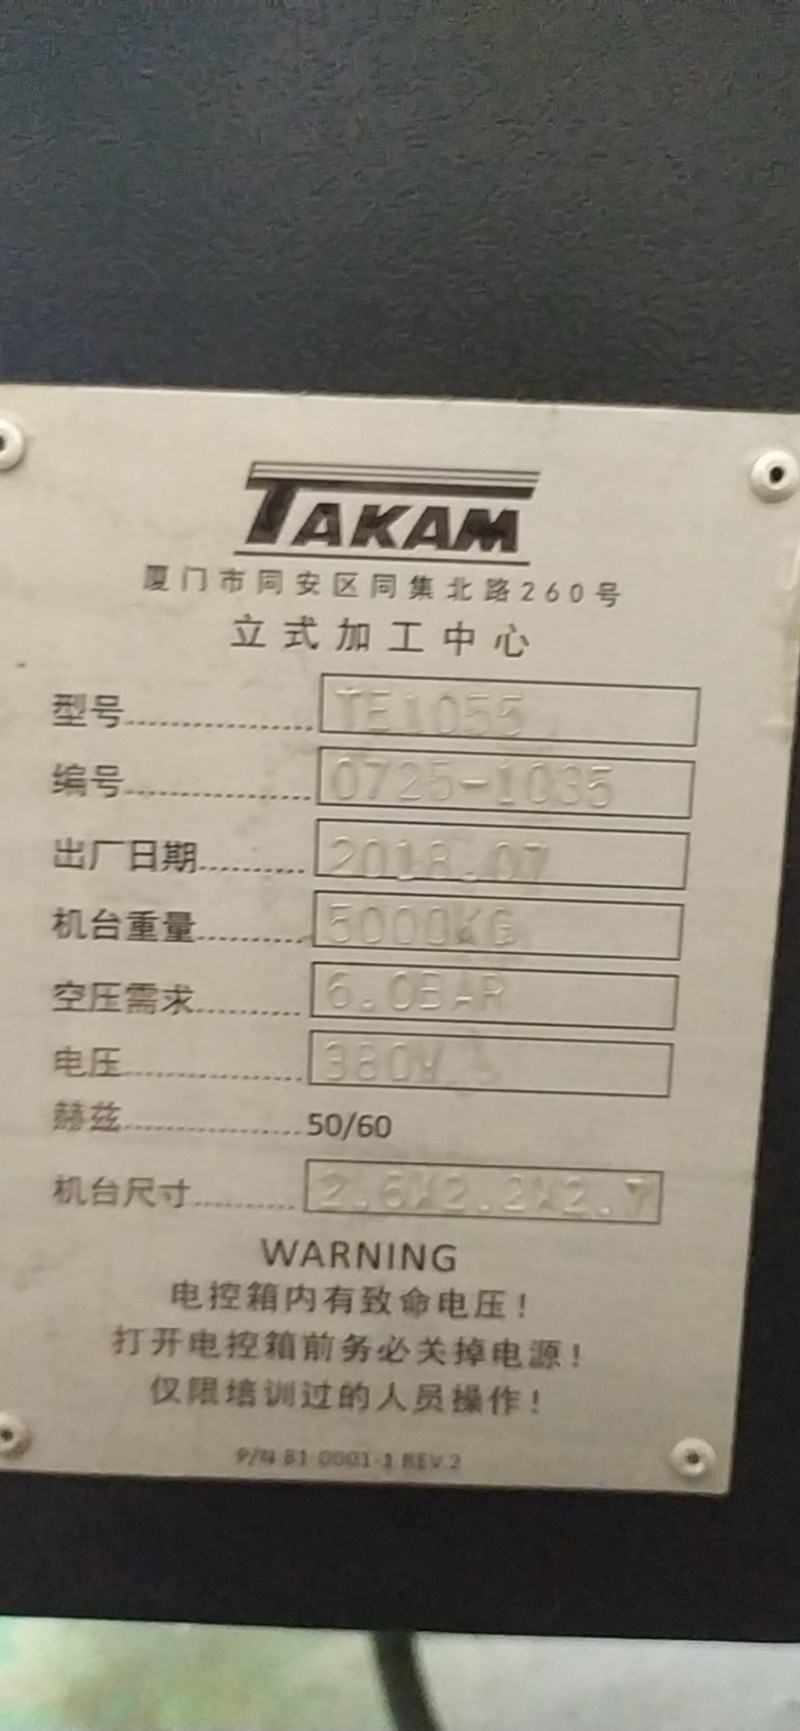 TAKAM
厦门市同安区同集北路260号
立式加工中心
型号 TE1055
编号 0725-1035
出厂日期 2018.07
机台重量 5000KG
空压需求 6.0BAR
电压 380V
赫兹 50/60
机台尺寸 2.6X2.2X2.7
WARNING
电控箱内有致命电压！
打开电控箱前务必关掉电源！
仅限培训过的人员操作！
P/N 81-0001-1 REV.2